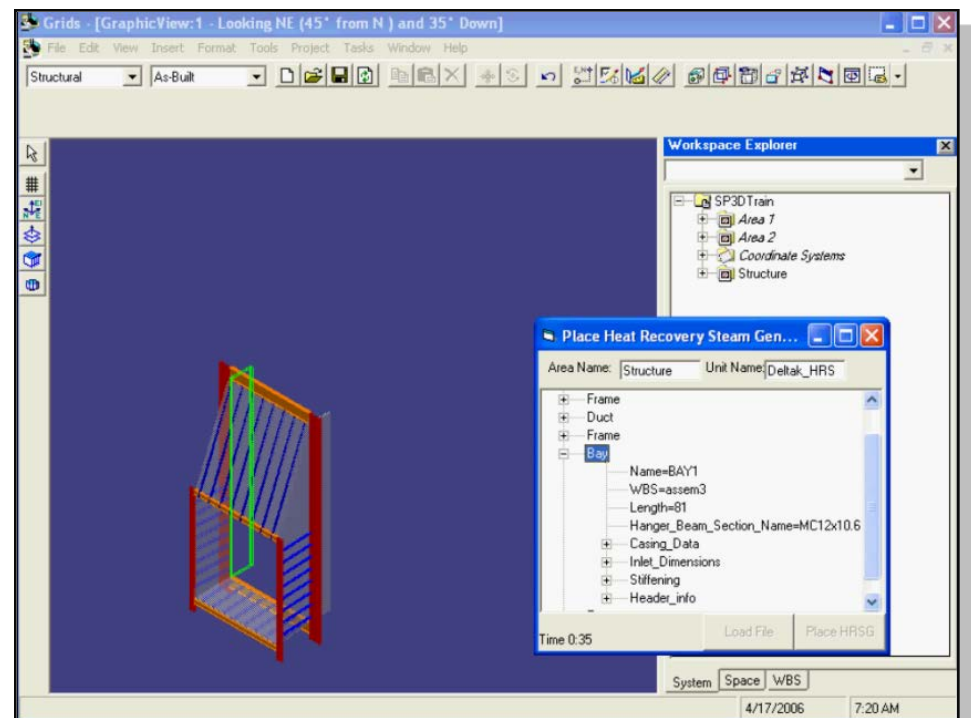 Grids - [GraphicView:1 - Looking NE (45° from N ) and 35° Down]
File Edit View Insert Format Tools Project Tasks Window Help
Structural As-Built
Workspace Explorer
SP3DTrain
Area 1
Area 2
Coordinate Systems
Structure
Place Heat Recovery Steam Gen...
Area Name: Structure Unit Name: Deltak_HRS
Frame
Duct
Frame
Bay
Name=BAY1
WBS=assem3
Length=81
Hanger_Beam_Section_Name=MC12x10.6
Casing_Data
Inlet_Dimensions
Stiffening
Header_info
Time 0:35 Load File Place HRSG
System Space WBS
4/17/2006 7:20 AM